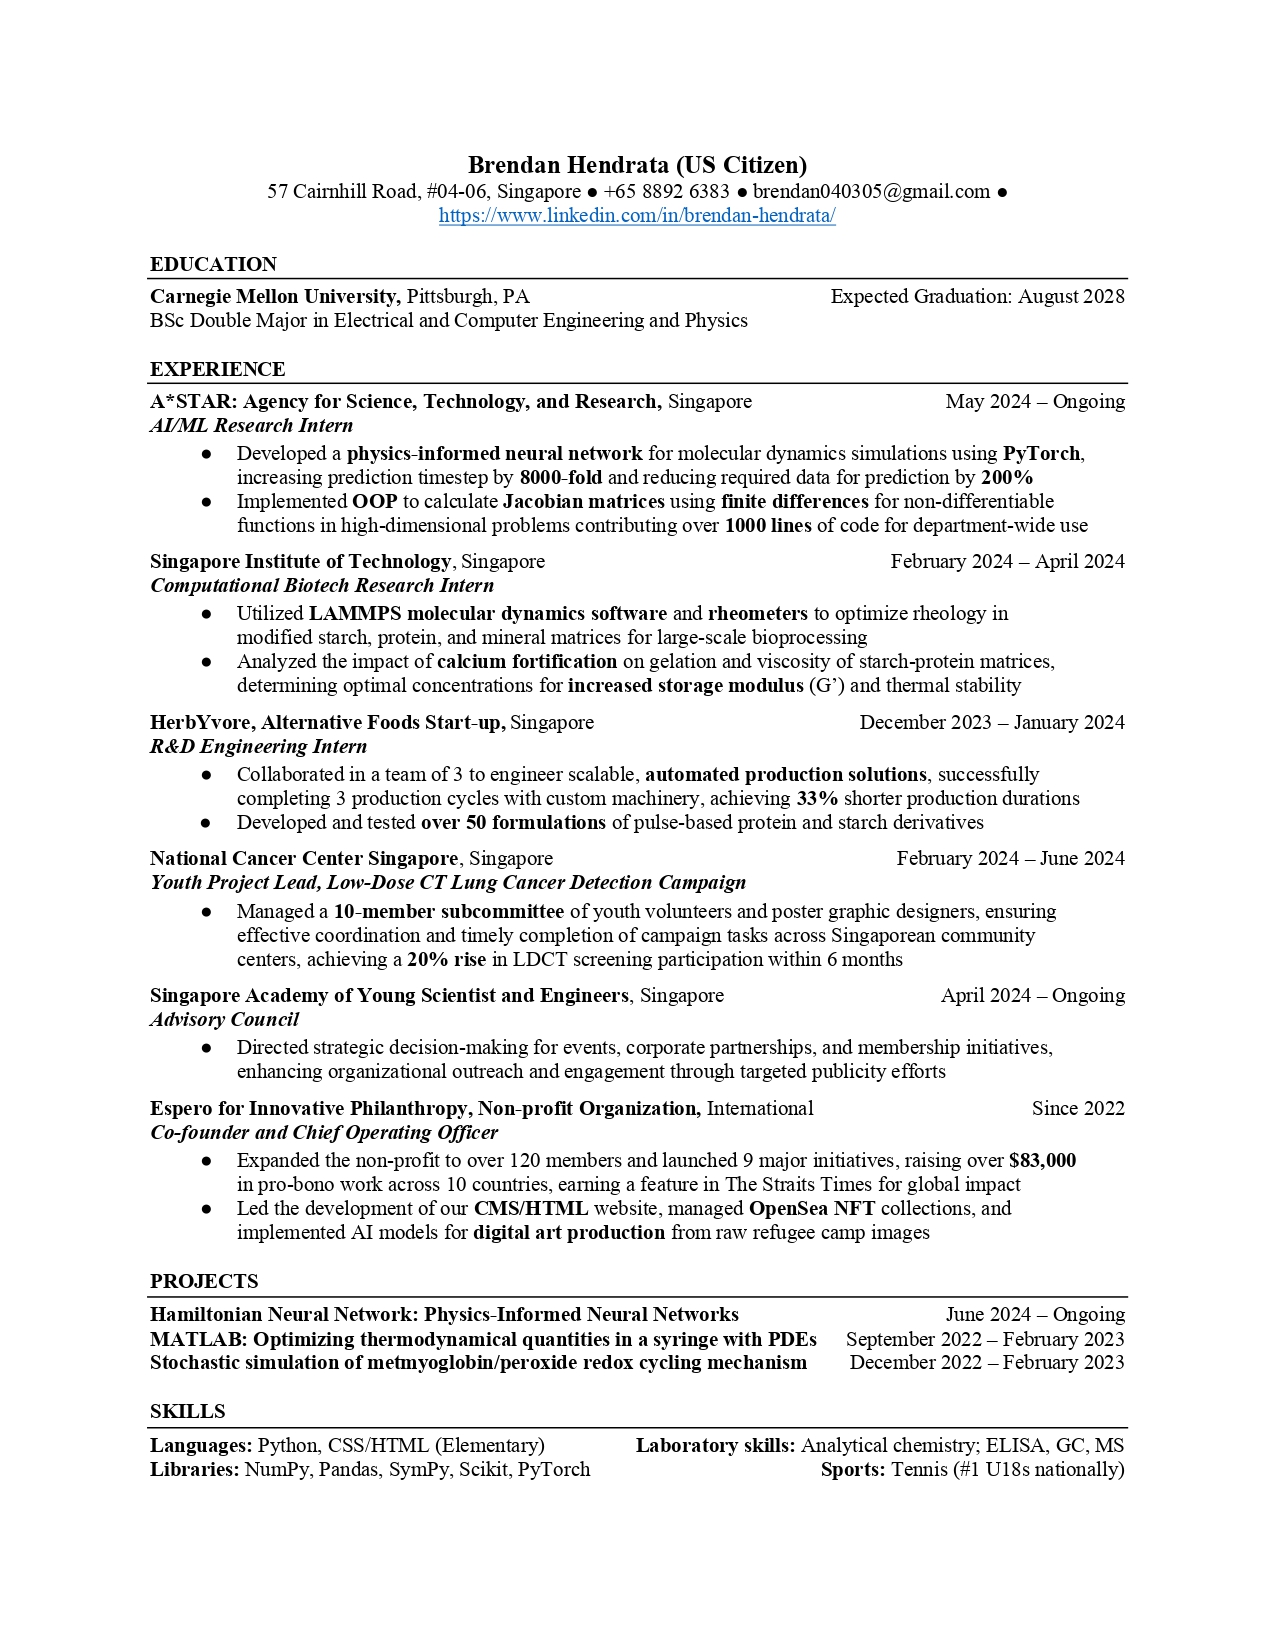 Brendan Hendrata (US Citizen)
57 Cairnhill Road, #04-06, Singapore ● +65 8892 6383 ● brendan040305@gmail.com ●
https://www.linkedin.com/in/brendan-hendrata/
EDUCATION
Carnegie Mellon University, Pittsburgh, PA Expected Graduation: August 2028
BSc Double Major in Electrical and Computer Engineering and Physics
EXPERIENCE
A*STAR: Agency for Science, Technology, and Research, Singapore May 2024 – Ongoing
AI/ML Research Intern
● Developed a physics-informed neural network for molecular dynamics simulations using PyTorch,
increasing prediction timestep by 8000-fold and reducing required data for prediction by 200%
● Implemented OOP to calculate Jacobian matrices using finite differences for non-differentiable
functions in high-dimensional problems contributing over 1000 lines of code for department-wide use
Singapore Institute of Technology, Singapore February 2024 – April 2024
Computational Biotech Research Intern
● Utilized LAMMPS molecular dynamics software and rheometers to optimize rheology in
modified starch, protein, and mineral matrices for large-scale bioprocessing
● Analyzed the impact of calcium fortification on gelation and viscosity of starch-protein matrices,
determining optimal concentrations for increased storage modulus (G’) and thermal stability
HerbYvore, Alternative Foods Start-up, Singapore December 2023 – January 2024
R&D Engineering Intern
● Collaborated in a team of 3 to engineer scalable, automated production solutions, successfully
completing 3 production cycles with custom machinery, achieving 33% shorter production durations
● Developed and tested over 50 formulations of pulse-based protein and starch derivatives
National Cancer Center Singapore, Singapore February 2024 – June 2024
Youth Project Lead, Low-Dose CT Lung Cancer Detection Campaign
● Managed a 10-member subcommittee of youth volunteers and poster graphic designers, ensuring
effective coordination and timely completion of campaign tasks across Singaporean community
centers, achieving a 20% rise in LDCT screening participation within 6 months
Singapore Academy of Young Scientist and Engineers, Singapore April 2024 – Ongoing
Advisory Council
● Directed strategic decision-making for events, corporate partnerships, and membership initiatives,
enhancing organizational outreach and engagement through targeted publicity efforts
Espero for Innovative Philanthropy, Non-profit Organization, International Since 2022
Co-founder and Chief Operating Officer
● Expanded the non-profit to over 120 members and launched 9 major initiatives, raising over $83,000
in pro-bono work across 10 countries, earning a feature in The Straits Times for global impact
● Led the development of our CMS/HTML website, managed OpenSea NFT collections, and
implemented AI models for digital art production from raw refugee camp images
PROJECTS
Hamiltonian Neural Network: Physics-Informed Neural Networks June 2024 – Ongoing
MATLAB: Optimizing thermodynamical quantities in a syringe with PDEs September 2022 – February 2023
Stochastic simulation of metmyoglobin/peroxide redox cycling mechanism December 2022 – February 2023
SKILLS
Languages: Python, CSS/HTML (Elementary) Laboratory skills: Analytical chemistry; ELISA, GC, MS
Libraries: NumPy, Pandas, SymPy, Scikit, PyTorch Sports: Tennis (#1 U18s nationally)